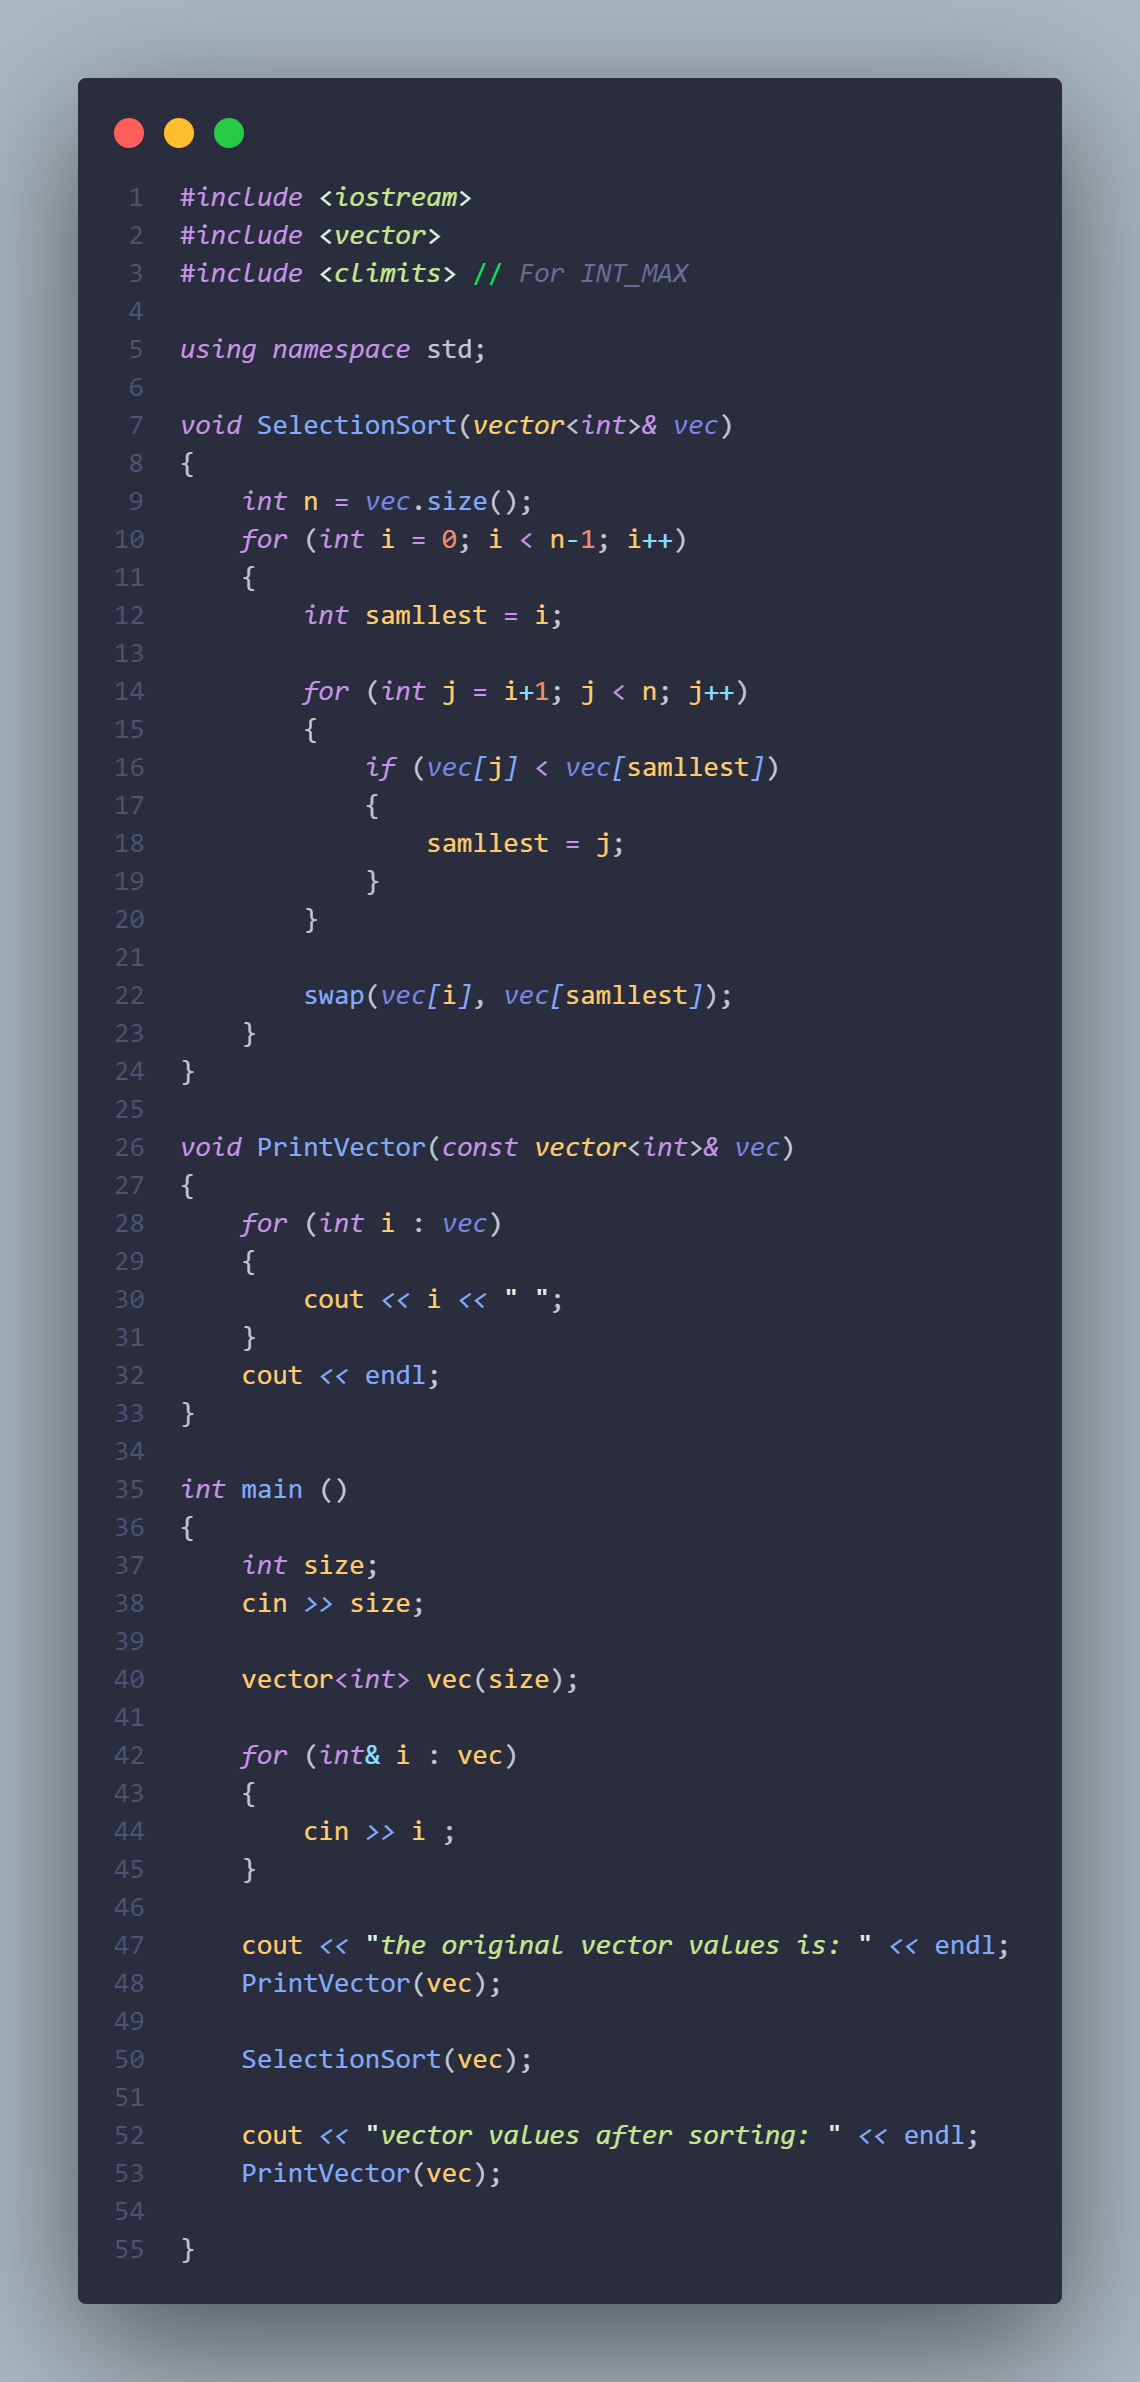 1 #include <iostream>
2 #include <vector>
3 #include <climits> // For INT_MAX
4
5 using namespace std;
6
7 void SelectionSort(vector<int>& vec)
8 {
9     int n = vec.size();
10     for (int i = 0; i < n-1; i++)
11     {
12         int samllest = i;
13
14         for (int j = i+1; j < n; j++)
15         {
16             if (vec[j] < vec[samllest])
17             {
18                 samllest = j;
19             }
20         }
21
22         swap(vec[i], vec[samllest]);
23     }
24 }
25
26 void PrintVector(const vector<int>& vec)
27 {
28     for (int i : vec)
29     {
30         cout << i << " ";
31     }
32     cout << endl;
33 }
34
35 int main ()
36 {
37     int size;
38     cin >> size;
39
40     vector<int> vec(size);
41
42     for (int& i : vec)
43     {
44         cin >> i ;
45     }
46
47     cout << "the original vector values is: " << endl;
48     PrintVector(vec);
49
50     SelectionSort(vec);
51
52     cout << "vector values after sorting: " << endl;
53     PrintVector(vec);
54
55 }